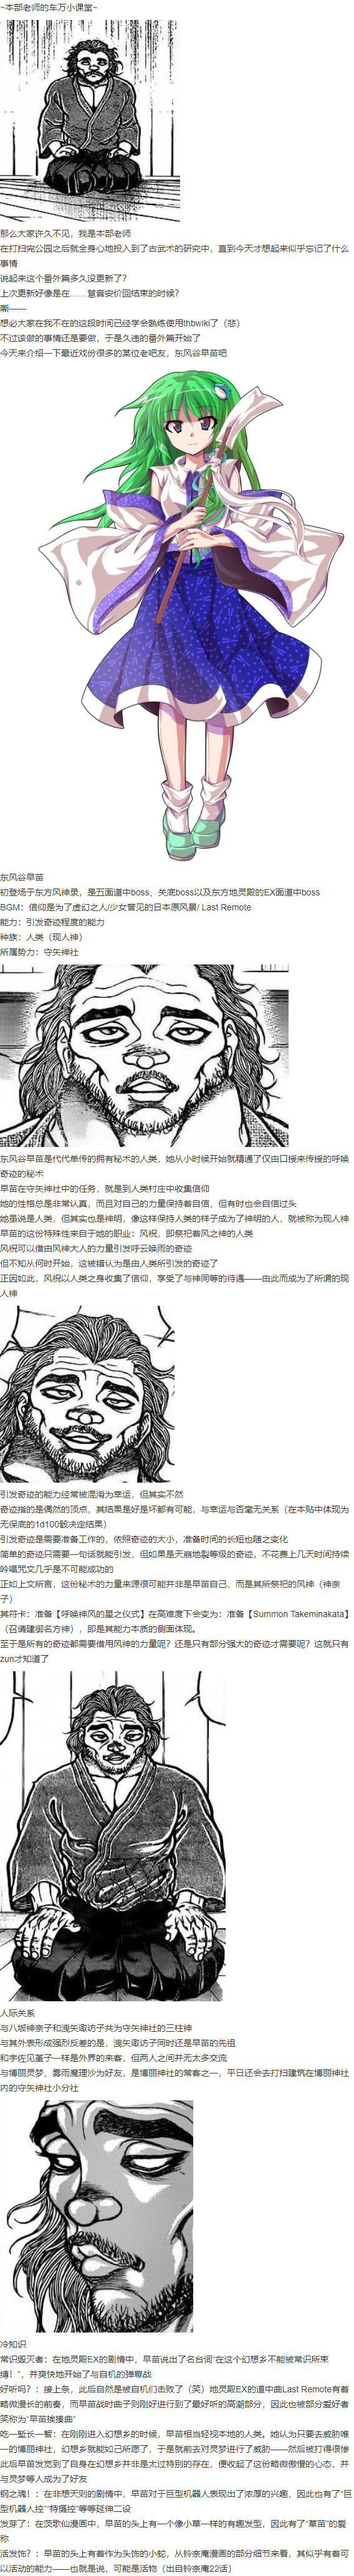 ~本部老师的车万小课堂~
那么大家许久不见，我是本部老师
在打扫完公园之后就全身心地投入到了古武术的研究中，直到今天才想起来似乎忘记了什么
事情
说起来这个番外篇多久没更新了？
上次更新好像是在……慧音安价回结束的时候？
嘶——
想必大家在我不在的这段时间已经学会熟练使用thbwiki了（悲）
不过该做的事情还是要做，于是久违的番外篇开始了
今天来介绍一下最近戏份很多的某位老吧友，东风谷早苗吧
东风谷早苗
初登场于东方风神录，是五面道中boss、关底boss以及东方地灵殿的EX面道中boss
BGM：信仰是为了虚幻之人/少女曾见的日本原风景/ Last Remote
能力：引发奇迹程度的能力
种族：人类（现人神）
所属势力：守矢神社
东风谷早苗是代代单传的拥有秘术的人类，她从小时候开始就精通了仅由口授来传授的呼唤
奇迹的秘术
早苗在守矢神社中的任务，就是到人类村庄中收集信仰
她的性格总是非常认真，而且对自己的力量保持着自信，但有时也会自信过头
她虽说是人类，但其实也是神明，像这样保持人类的样子成为了神明的人，就被称为现人神
早苗的这份特殊性来自于她的职业：风祝，即祭祀着风之神的人类
风祝可以借由风神大人的力量引发呼云唤雨的奇迹
但不知从何时开始，这被错认为是由人类所引发的奇迹了
正因如此，风祝以人类之身收集了信仰，享受了与神同等的待遇——由此而成为了所谓的现
人神
引发奇迹的能力经常被混淆为幸运，但其实不然
奇迹指的是偶然的顶点，其结果是好是坏都有可能，与幸运与否毫无关系（在本贴中体现为
无保底的1d100骰决定结果）
引发奇迹是需要准备工作的，依照奇迹的大小，准备时间的长短也随之变化
简单的奇迹只需要一句话就能引发，但如果是天崩地裂等级的奇迹，不花费上几天时间持续
吟唱咒文几乎是不可能成功的
正如上文所言，这份秘术的力量来源很可能并非是早苗自己，而是其所祭祀的风神（神奈
子）
其符卡：准备【呼唤神风的星之仪式】在高难度下会变为：准备【Summon Takeminakata】
（召请建御名方神），即是其能力本质的侧面体现。
至于是所有的奇迹都需要借用风神的力量呢？还是只有部分强大的奇迹才需要呢？这就只有
zun才知道了
人际关系
与八坂神奈子和洩矢诹访子共为守矢神社的三柱神
与其外表形成强烈反差的是，洩矢诹访子同时还是早苗的先祖
和宇佐见堇子一样是外界的来客，但两人之间并无太多交流
与博丽灵梦、雾雨魔理沙为好友，是博丽神社的常客之一，平日还会去打扫建筑在博丽神社
内的守矢神社小分社
冷知识
常识毁灭者：在地灵殿EX的剧情中，早苗说出了名台词“在这个幻想乡不能被常识所束
缚！”，并爽快地开始了与自机的弹幕战
好听吗？：接上条，此后自然是被自机们击败了（笑）地灵殿EX的道中曲Last Remote有着
略微漫长的前奏，而早苗战时曲子则刚好进行到了最好听的高潮部分，因此也被部分爱好者
笑称为“早苗挨揍曲”
吃一堑长一智：在刚刚进入幻想乡的时候，早苗相当轻视本地的人类。她认为只要去威胁唯
一的博丽神社，幻想乡就能如己所愿了，于是就前去对灵梦进行了威胁——然后被打得很惨
此后早苗发觉到了自身在幻想乡并非是太过特别的存在，便收起了这份略微傲慢的心态，并
与灵梦等人成为了好友
钢之魂！：在非想天则的剧情中，早苗对于巨型机器人表现出了浓厚的兴趣，因此也有了“巨
型机器人控”“特摄控”等等延伸二设
发芽了：在茨歌仙漫画中，早苗的头上有一个像小草一样的有趣发型，因此有了“草苗”的爱
称
活发饰？：早苗的头上有着作为头饰的小蛇，从铃奈庵漫画的部分细节来看，其似乎有着可
以活动的能力——也就是说，可能是活物（出自铃奈庵22话）